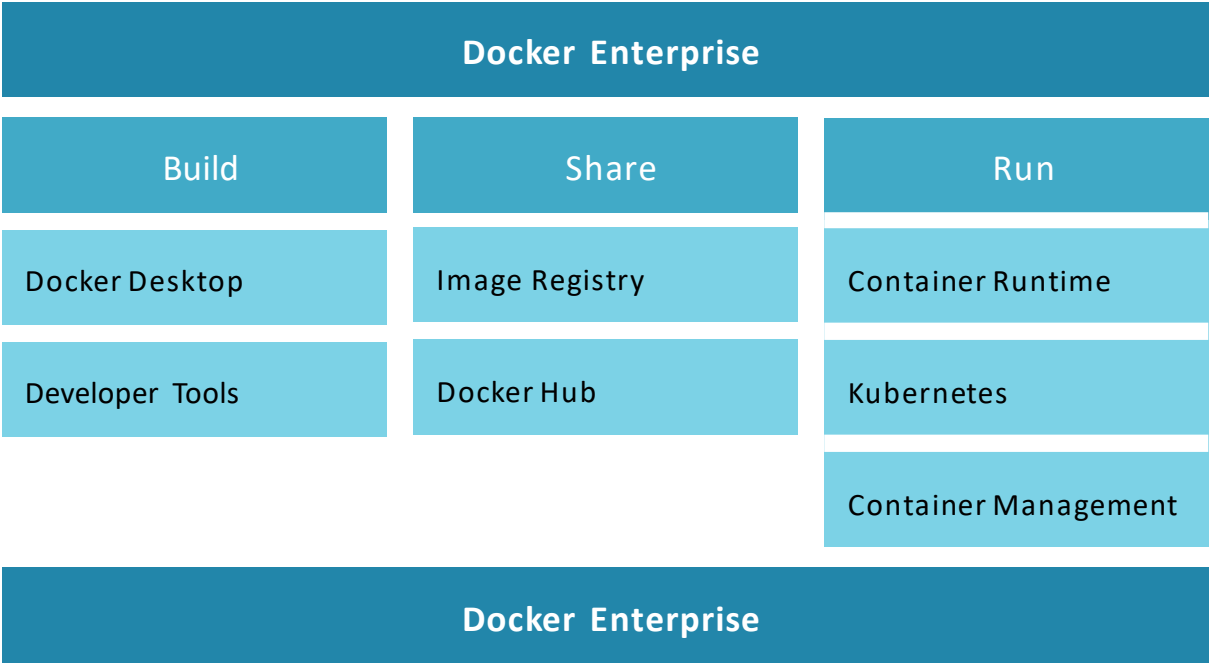 Docker Enterprise
Build
Docker Desktop
Developer Tools
Share
Image Registry
Docker Hub
Run
Container Runtime
Kubernetes
Container Management
Docker Enterprise